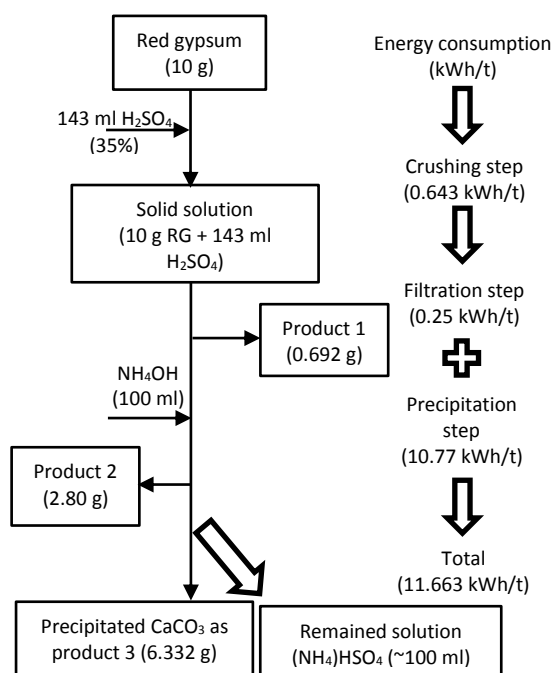 Red gypsum
(10 g)
143 ml H₂SO₄
(35%)
Solid solution
(10 g RG + 143 ml
H₂SO₄)
Product 1
(0.692 g)
NH₄OH
(100 ml)
Product 2
(2.80 g)
Precipitated CaCO₃ as
product 3 (6.332 g)
Remained solution
(NH₄)HSO₄ (~100 ml)
Energy consumption
(kWh/t)
Crushing step
(0.643 kWh/t)
Filtration step
(0.25 kWh/t)
Precipitation
step
(10.77 kWh/t)
Total
(11.663 kWh/t)